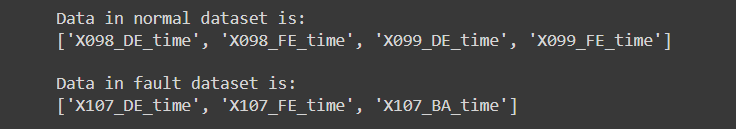 Data in normal dataset is:
['X098_DE_time', 'X098_FE_time', 'X099_DE_time', 'X099_FE_time']
Data in fault dataset is:
['X107_DE_time', 'X107_FE_time', 'X107_BA_time']